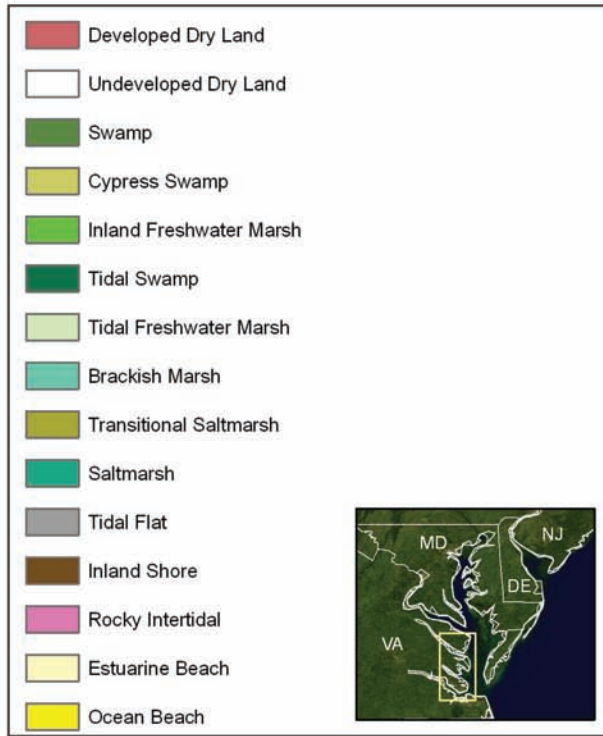 Developed Dry Land
Undeveloped Dry Land
Swamp
Cypress Swamp
Inland Freshwater Marsh
Tidal Swamp
Tidal Freshwater Marsh
Brackish Marsh
Transitional Saltmarsh
Saltmarsh
Tidal Flat
Inland Shore
Rocky Intertidal
Estuarine Beach
Ocean Beach
MD
NJ
DE
VA